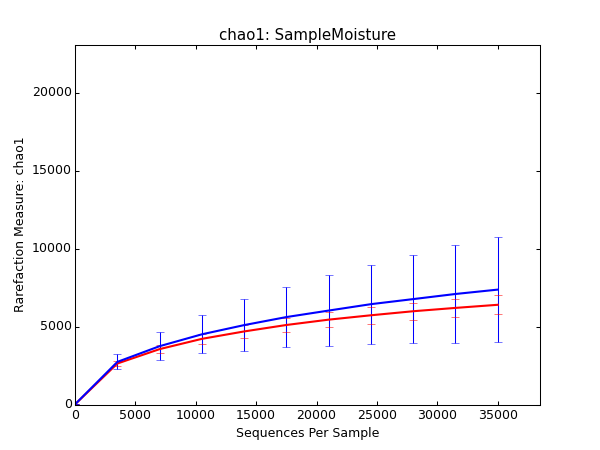 chao1: SampleMoisture
Rarefaction Measure: chao1
20000
15000
10000
5000
0
0 5000 10000 15000 20000 25000 30000 35000
Sequences Per Sample